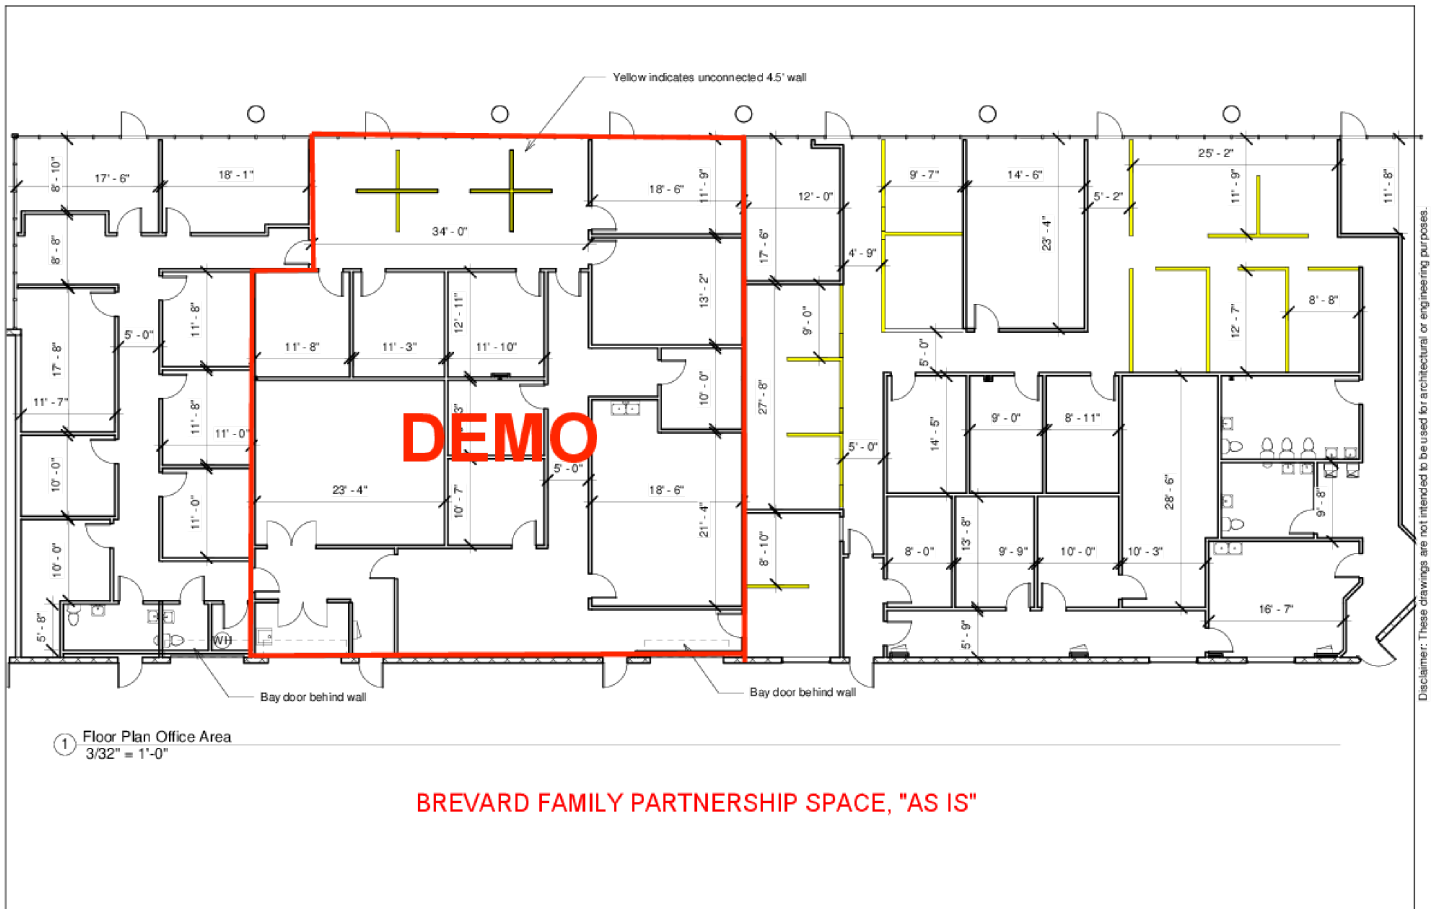 Yellow indicates unconnected 4.5' wall
25' - 2"
17' - 6"
18' - 1"
8' - 10"
18' - 6"
11' - 9"
12' - 0"
9' - 7"
14' - 6"
5' - 2"
11' - 9"
11' - 8"
34' - 0"
17' - 6"
4' - 9"
23' - 4"
8' - 8"
13' - 2"
11' - 8"
12' - 11"
9' - 0"
12' - 7"
8' - 8"
5' - 0"
17' - 8"
11' - 8"
11' - 3"
11' - 10"
5' - 0"
11' - 7"
11' - 8"
11' - 0"
10' - 0"
27' - 8"
14' - 5"
9' - 0"
8' - 11"
DEMO
5' - 0"
5' - 0"
10' - 0"
23' - 4"
10' - 7"
18' - 6"
21' - 4"
28' - 6"
9' - 8"
11' - 0"
10' - 0"
8' - 10"
8' - 0"
13' - 8"
9' - 9"
10' - 0"
10' - 3"
16' - 7"
5' - 8"
5' - 9"
WH
Bay door behind wall
Bay door behind wall
1
Floor Plan Office Area
3/32" = 1'-0"
BREVARD FAMILY PARTNERSHIP SPACE, "AS IS"
Disclaimer: These drawings are not intended to be used for architectural or engineering purposes.